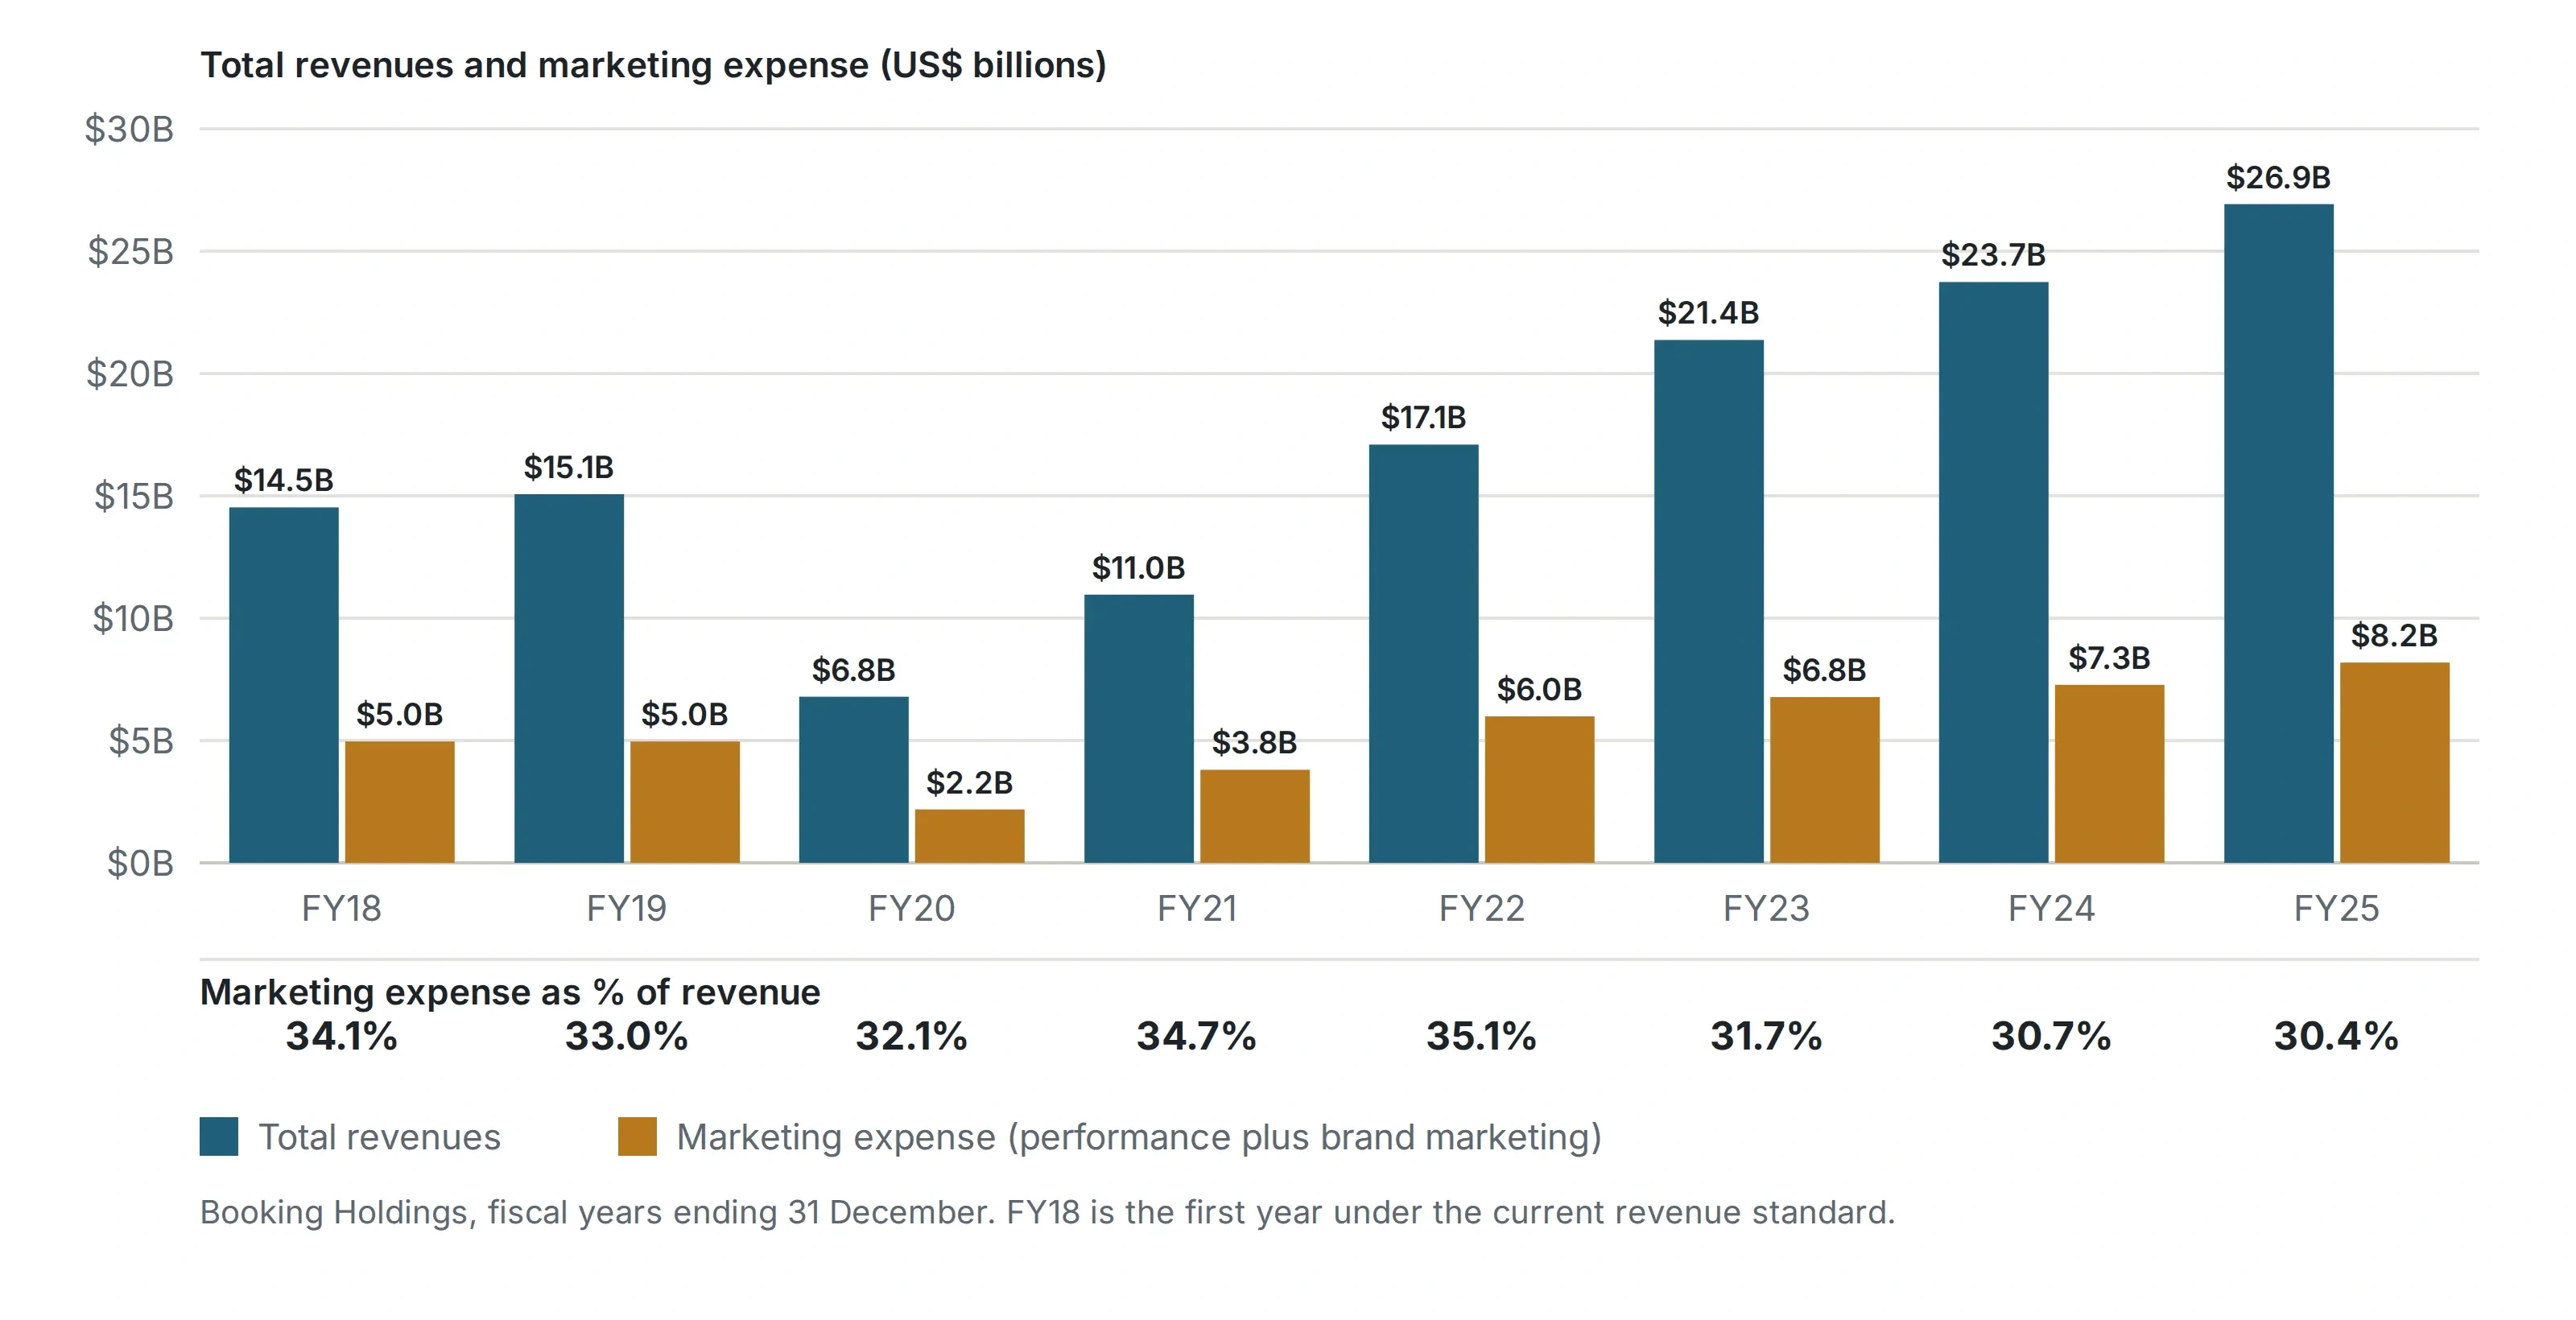 Total revenues and marketing expense (US$ billions)
$30B
$25B
$20B
$15B
$10B
$5B
$0B
$14.5B
$5.0B
$15.1B
$5.0B
$6.8B
$2.2B
$11.0B
$3.8B
$17.1B
$6.0B
$21.4B
$6.8B
$23.7B
$7.3B
$26.9B
$8.2B
FY18 FY19 FY20 FY21 FY22 FY23 FY24 FY25
Marketing expense as % of revenue
34.1% 33.0% 32.1% 34.7% 35.1% 31.7% 30.7% 30.4%
Total revenues Marketing expense (performance plus brand marketing)
Booking Holdings, fiscal years ending 31 December. FY18 is the first year under the current revenue standard.